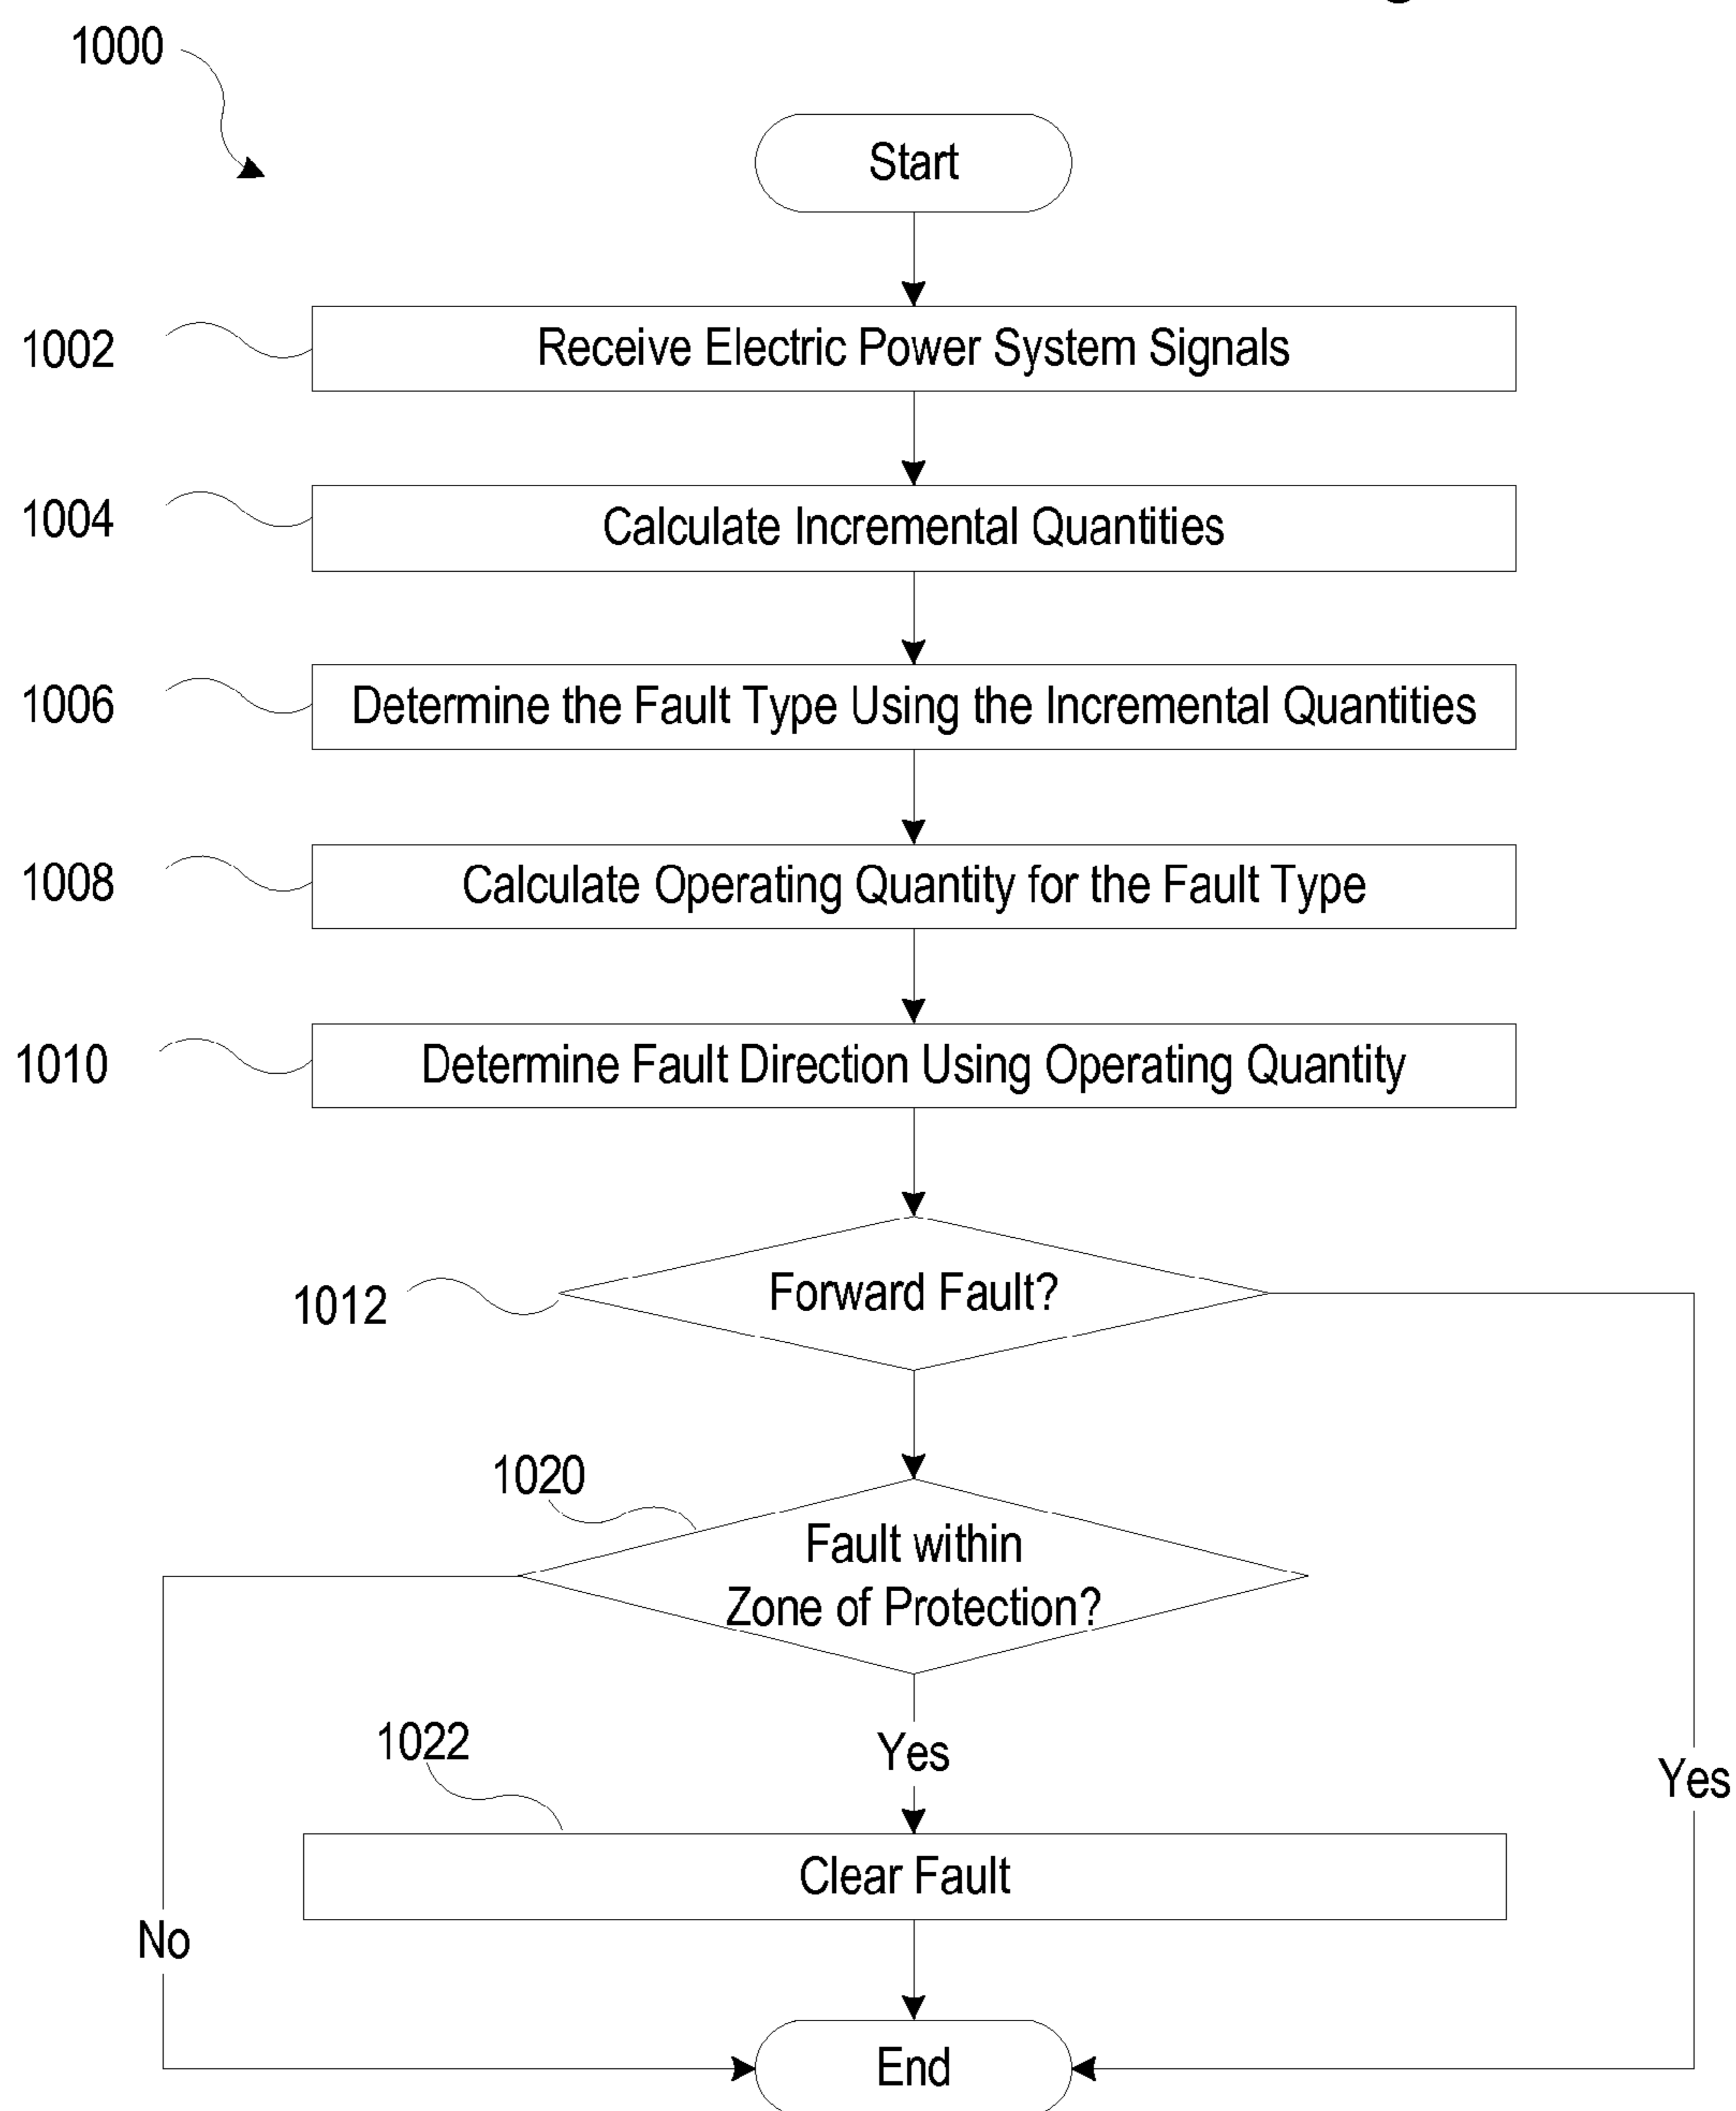 1000
Start
1002
Receive Electric Power System Signals
1004
Calculate Incremental Quantities
1006
Determine the Fault Type Using the Incremental Quantities
1008
Calculate Operating Quantity for the Fault Type
1010
Determine Fault Direction Using Operating Quantity
1012
Forward Fault?
1020
Fault within
Zone of Protection?
1022
Yes
Yes
Clear Fault
No
End